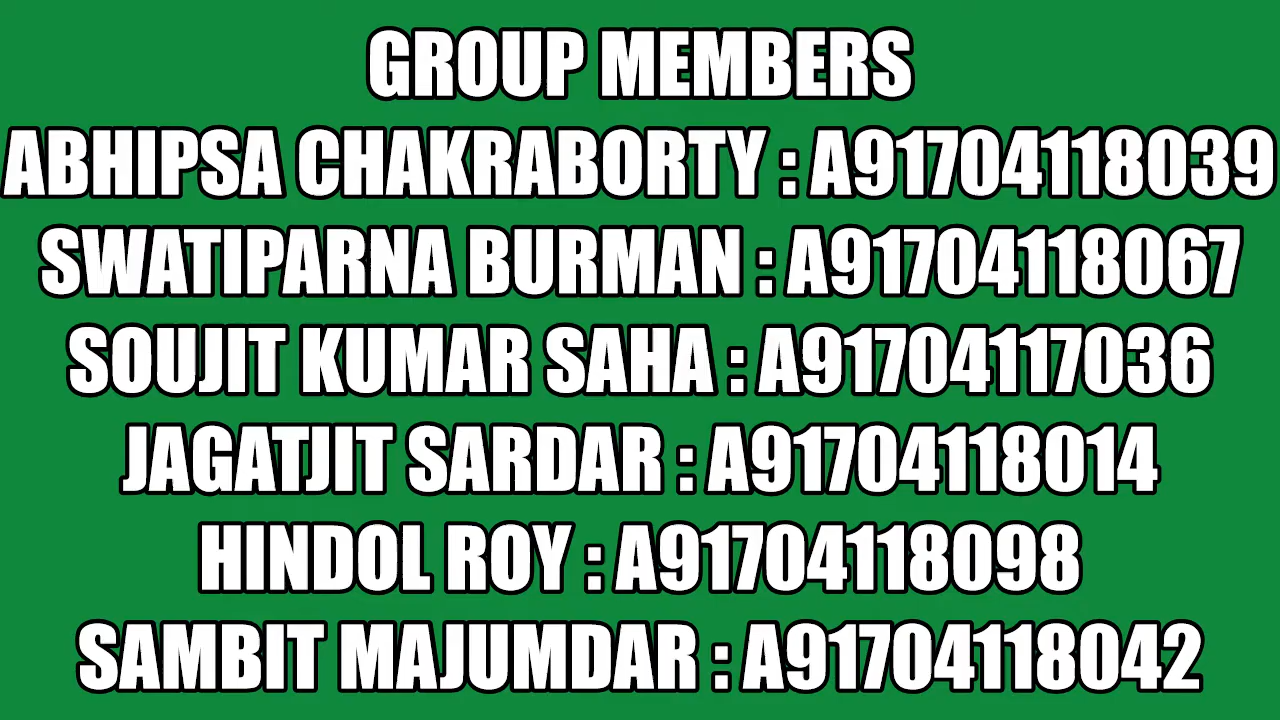 GROUP MEMBERS
ABHIPSA CHAKRABORTY : A91704118039
SWATIPARNA BURMAN : A91704118067
SOUJIT KUMAR SAHA : A91704117036
JAGATJIT SARDAR : A91704118014
HINDOL ROY : A91704118098
SAMBIT MAJUMDAR : A91704118042